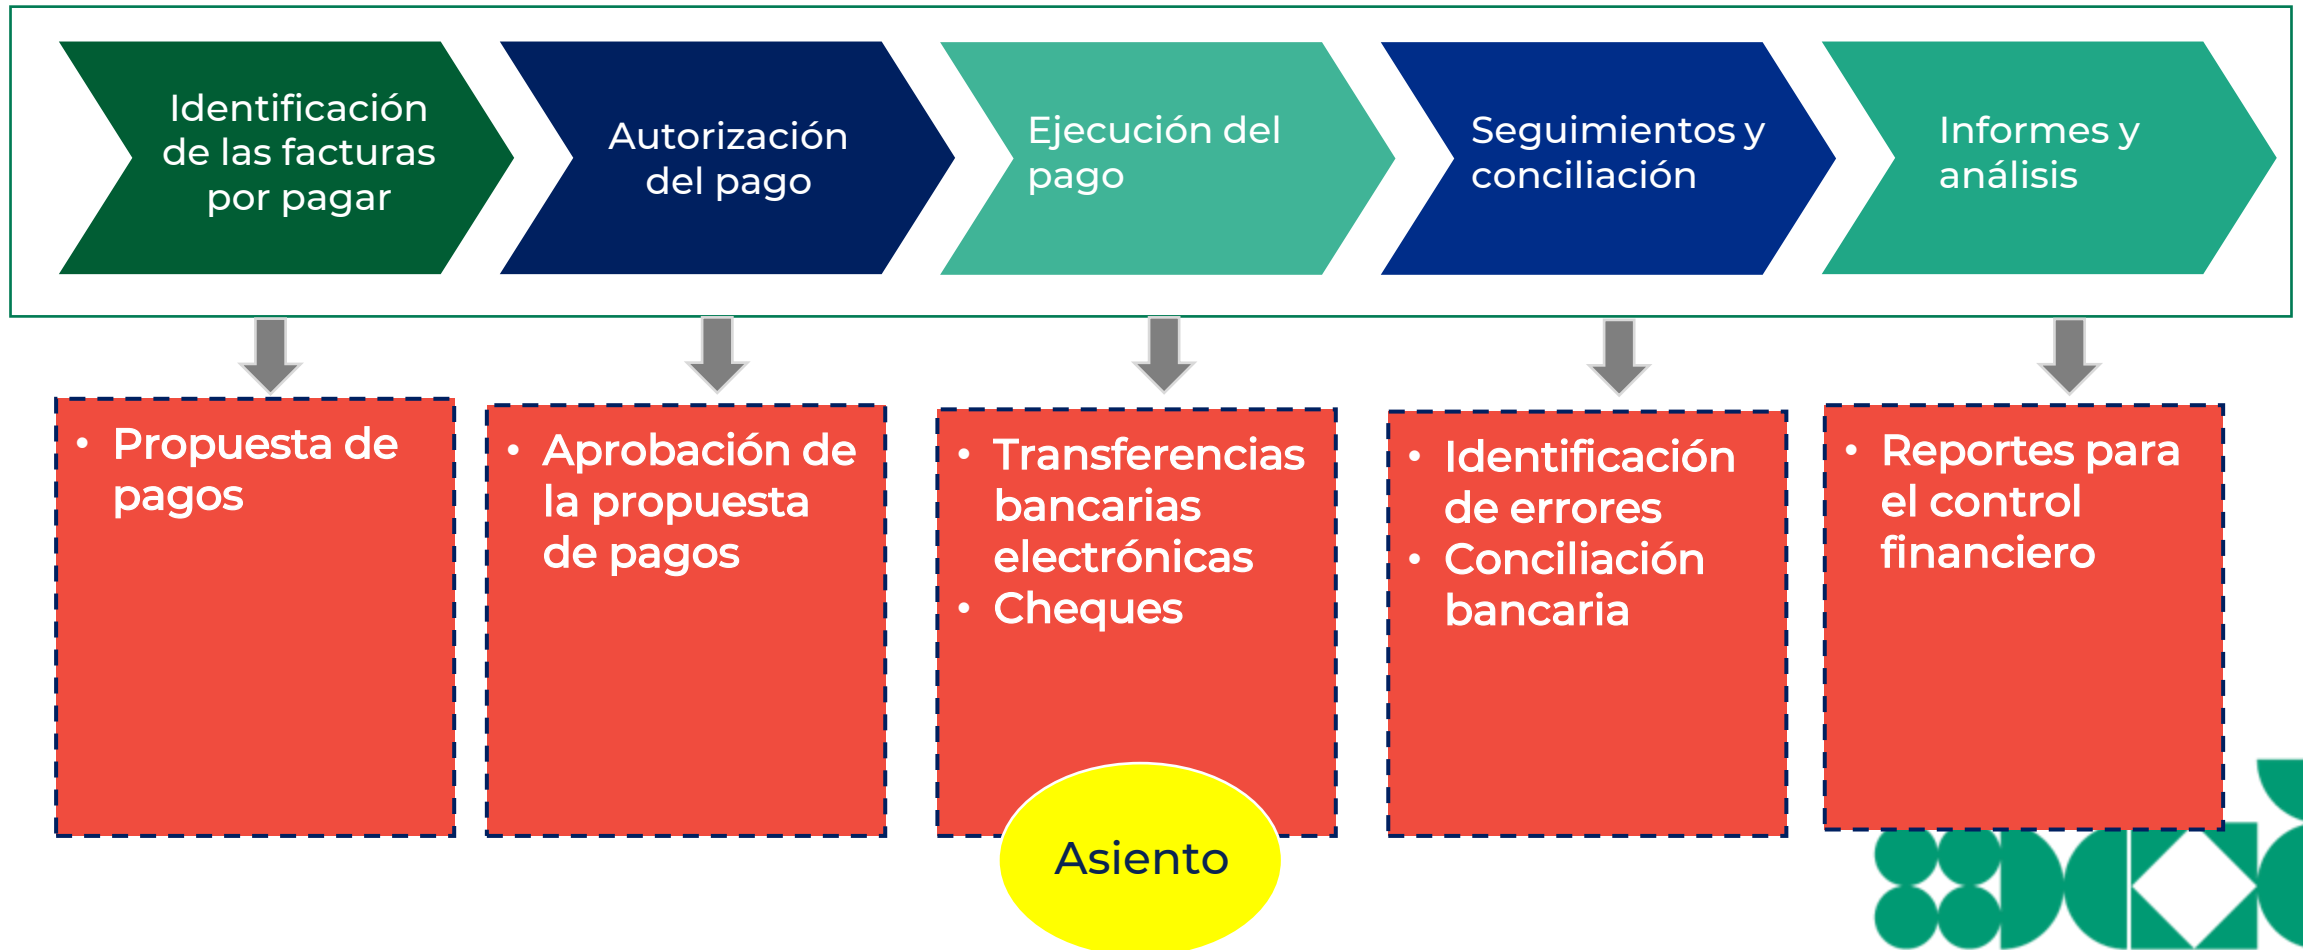 Identificación
de las facturas
por pagar
Autorización
del pago
Ejecución del
pago
Seguimientos y
conciliación
Informes y
análisis
• Propuesta de
pagos
• Aprobación de
la propuesta
de pagos
• Transferencias
bancarias
electrónicas
• Cheques
• Identificación
de errores
• Conciliación
bancaria
• Reportes para
el control
financiero
Asiento